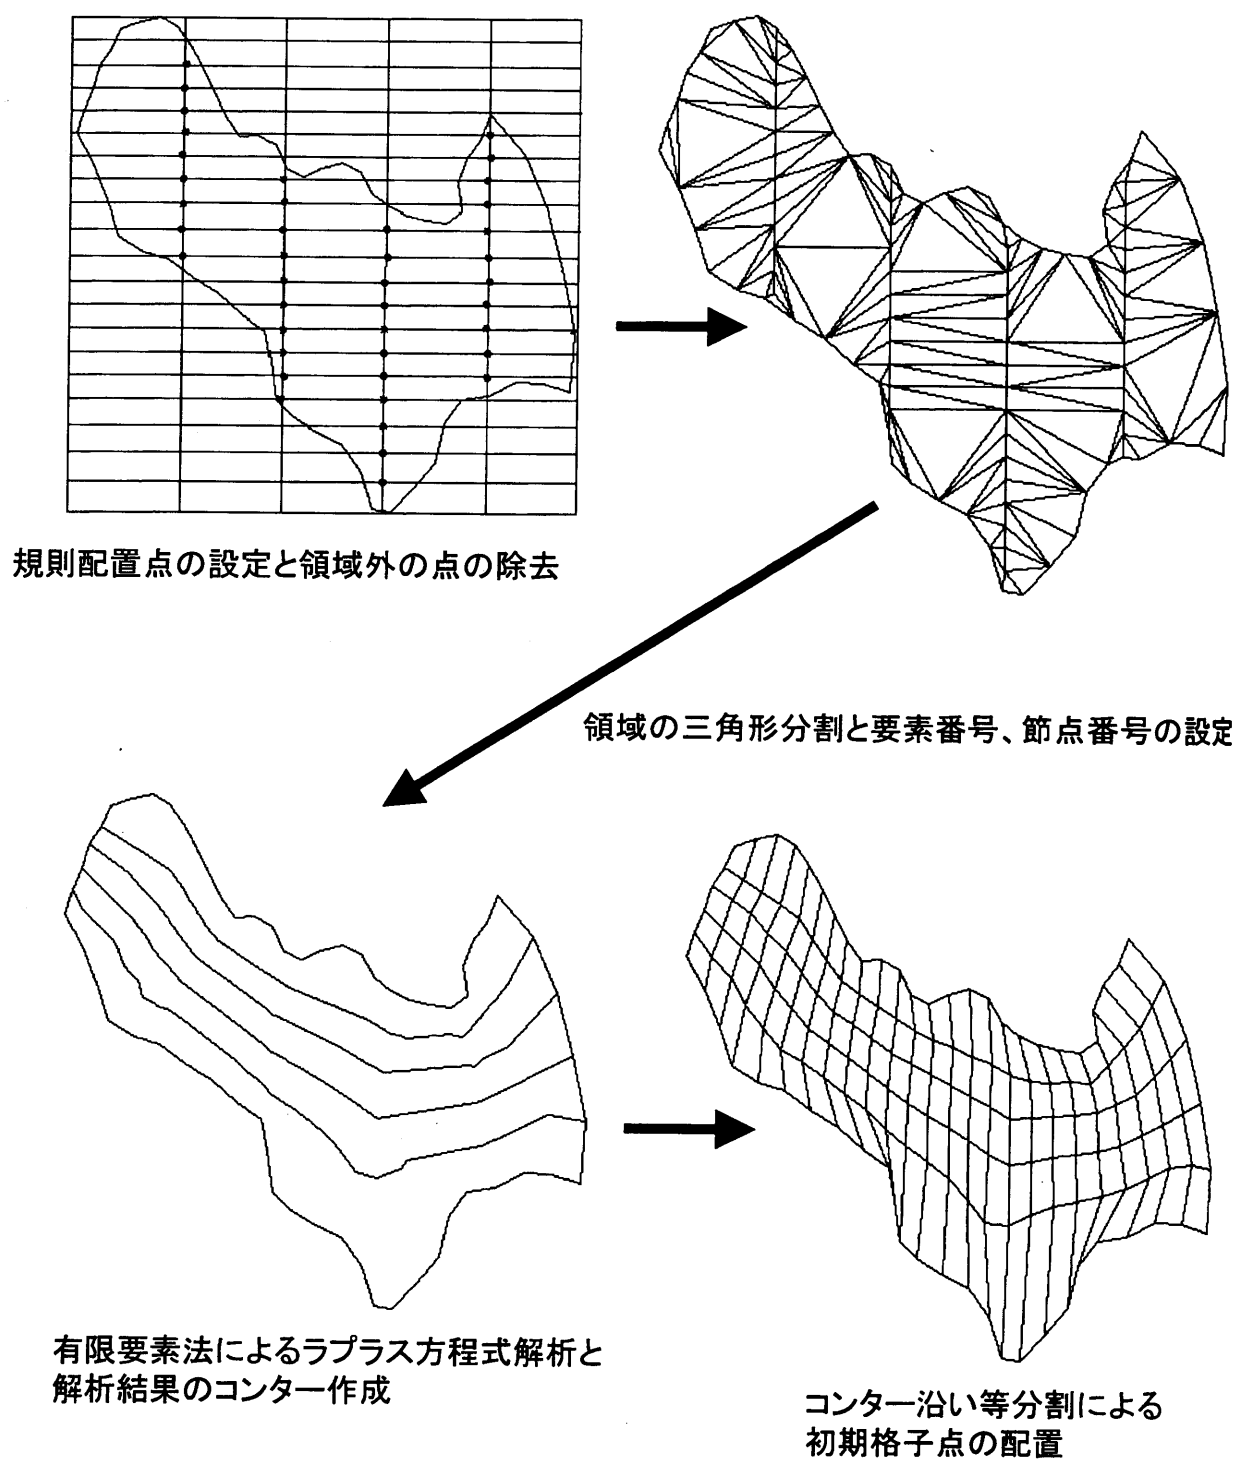 規則配置点の設定と領域外の点の除去
領域の三角形分割と要素番号、節点番号の設定
有限要素法によるラプラス方程式解析と
解析結果のコンター作成
コンター沿い等分割による
初期格子点の配置